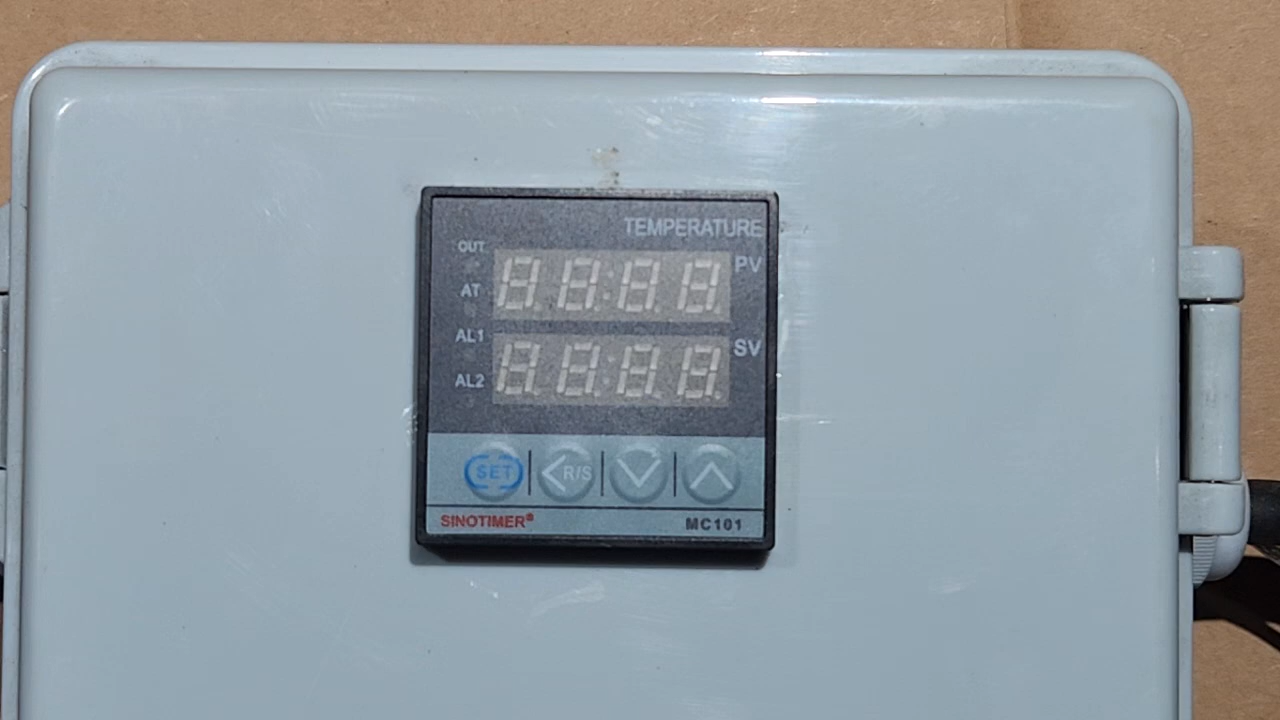 TEMPERATURE
OUT
PV
AT
AL1
SV
AL2
SET
R/S
SINOTIMER®
MC101